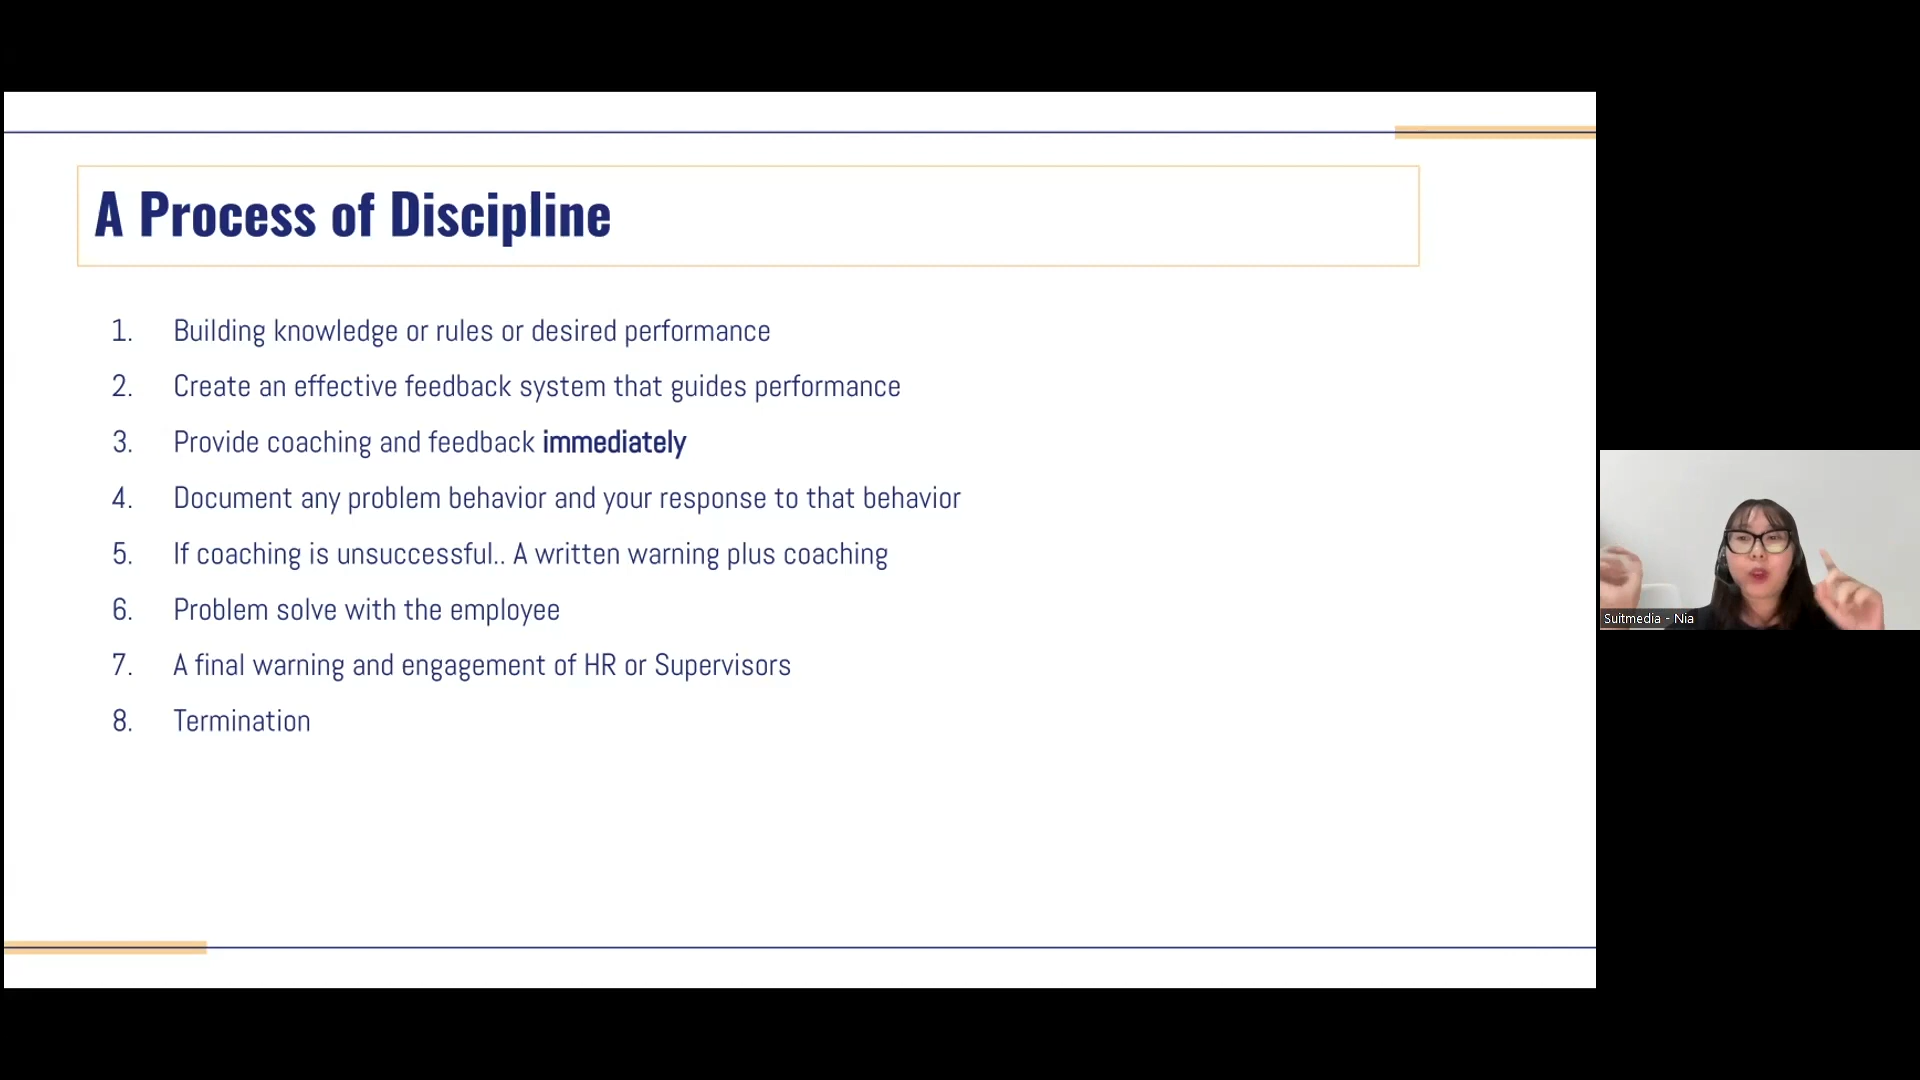 A Process of Discipline
1. Building knowledge or rules or desired performance
2. Create an effective feedback system that guides performance
3. Provide coaching and feedback immediately
4. Document any problem behavior and your response to that behavior
5. If coaching is unsuccessful.. A written warning plus coaching
6. Problem solve with the employee
7. A final warning and engagement of HR or Supervisors
8. Termination
Suitmedia - Nia